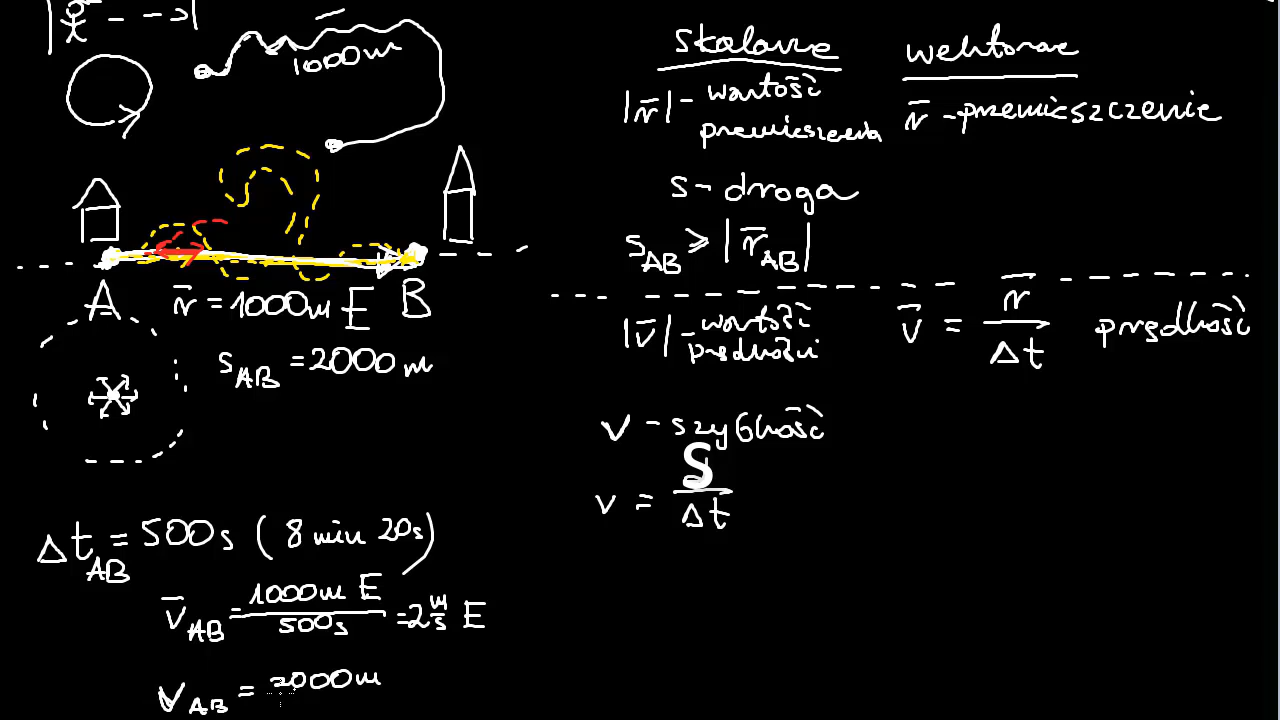 1000m
A
r̄ = 1000m E
B
s_AB = 2000 m
Δt_AB = 500s ( 8 min 20s )
v̄_AB = 1000m E / 500s = 2 m/s E
v_AB = 2000m
skalarne
|r̄| - wartość
przemieszczenia
s - droga
s_AB ≥ |r̄_AB|
|v̄| - wartość
prędkości
v - szybkość
v = s / Δt
wektorowe
r̄ - przemieszczenie
v̄ = r̄ / Δt prędkość